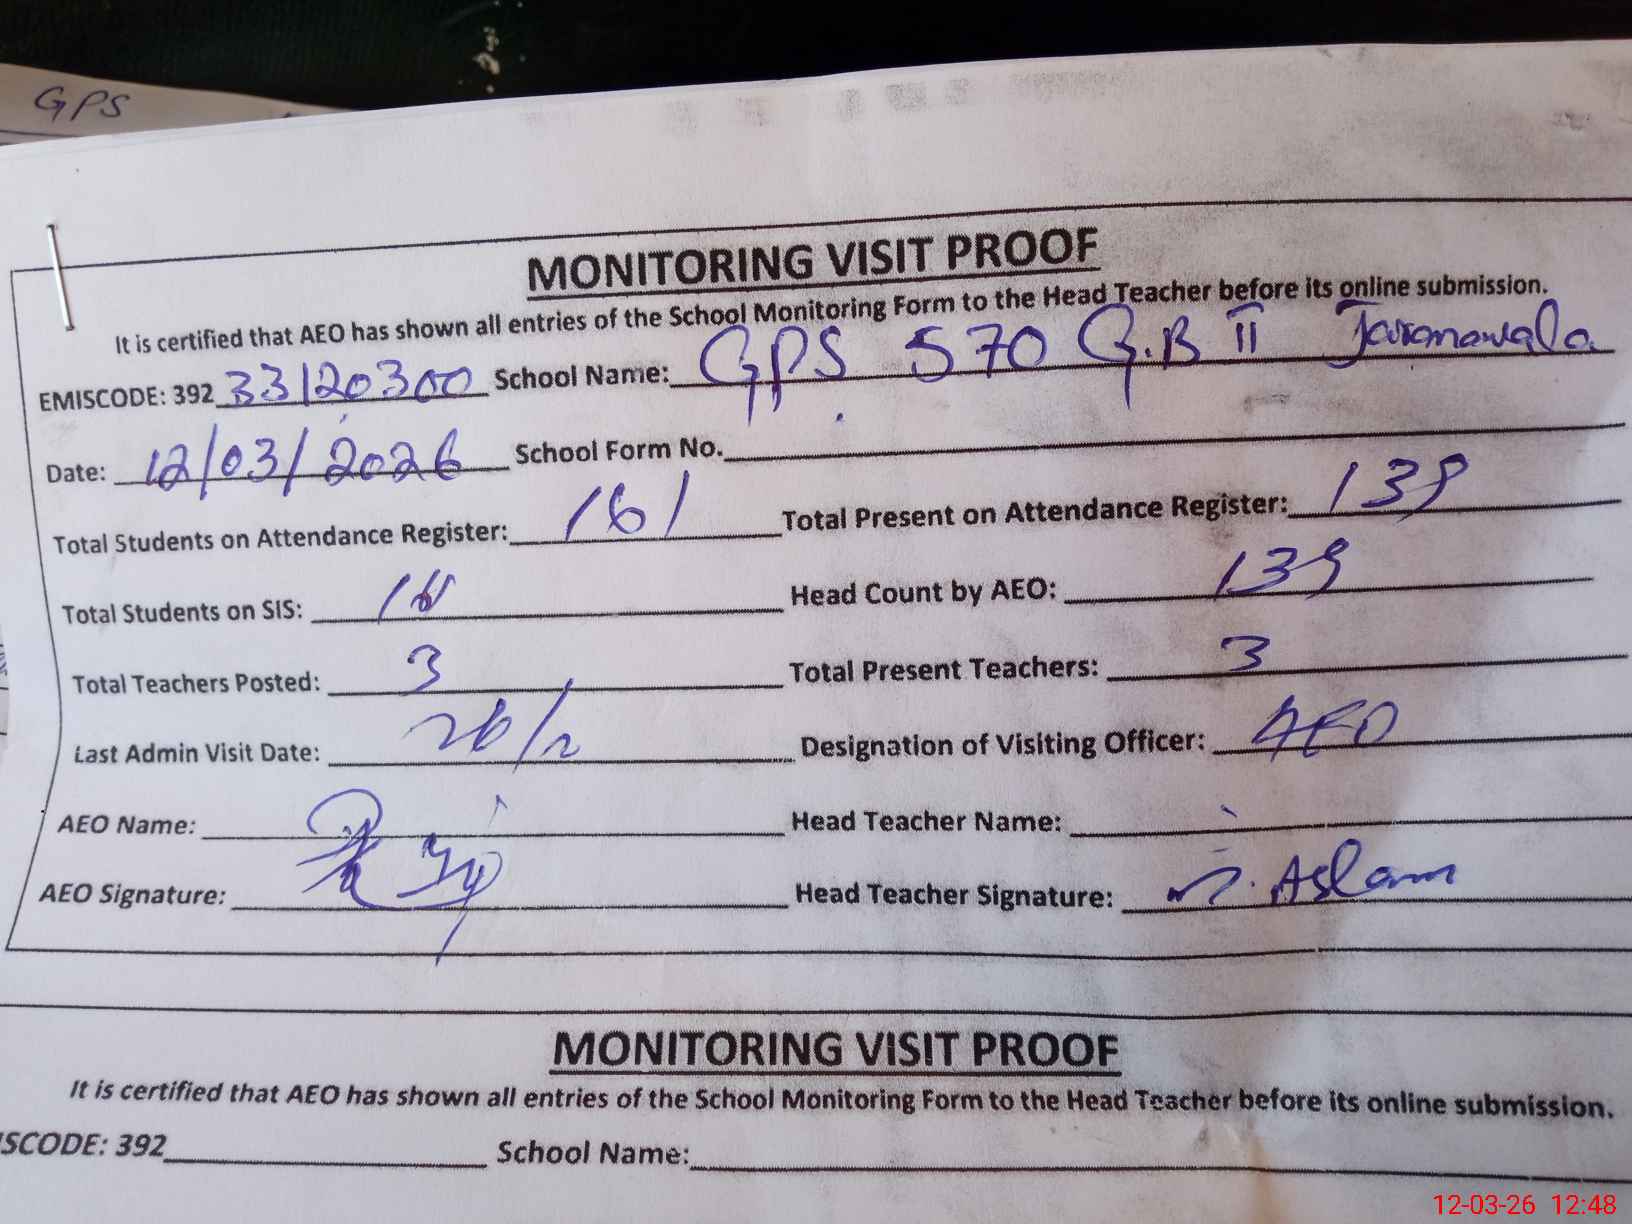 GPS
MONITORING VISIT PROOF
It is certified that AEO has shown all entries of the School Monitoring Form to the Head Teacher before its online submission.
EMISCODE: 392 33120300 School Name: GPS 570 G.B II Jaranawala
Date: 12/03/2026 School Form No.
Total Students on Attendance Register: 161 Total Present on Attendance Register: 139
Total Students on SIS: Head Count by AEO: 139
Total Teachers Posted: 3 Total Present Teachers: 3
Last Admin Visit Date: 26/2 Designation of Visiting Officer: AEO
AEO Name: Head Teacher Name:
AEO Signature: Head Teacher Signature: M. Aslam
MONITORING VISIT PROOF
It is certified that AEO has shown all entries of the School Monitoring Form to the Head Teacher before its online submission.
SCODE: 392 School Name:
12-03-26 12:48